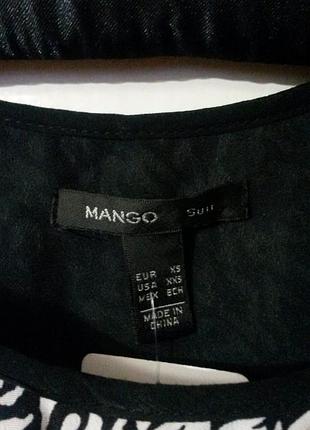 MANGO Suit
EUR XS
USA XXS
MEX ECH
MADE IN
CHINA